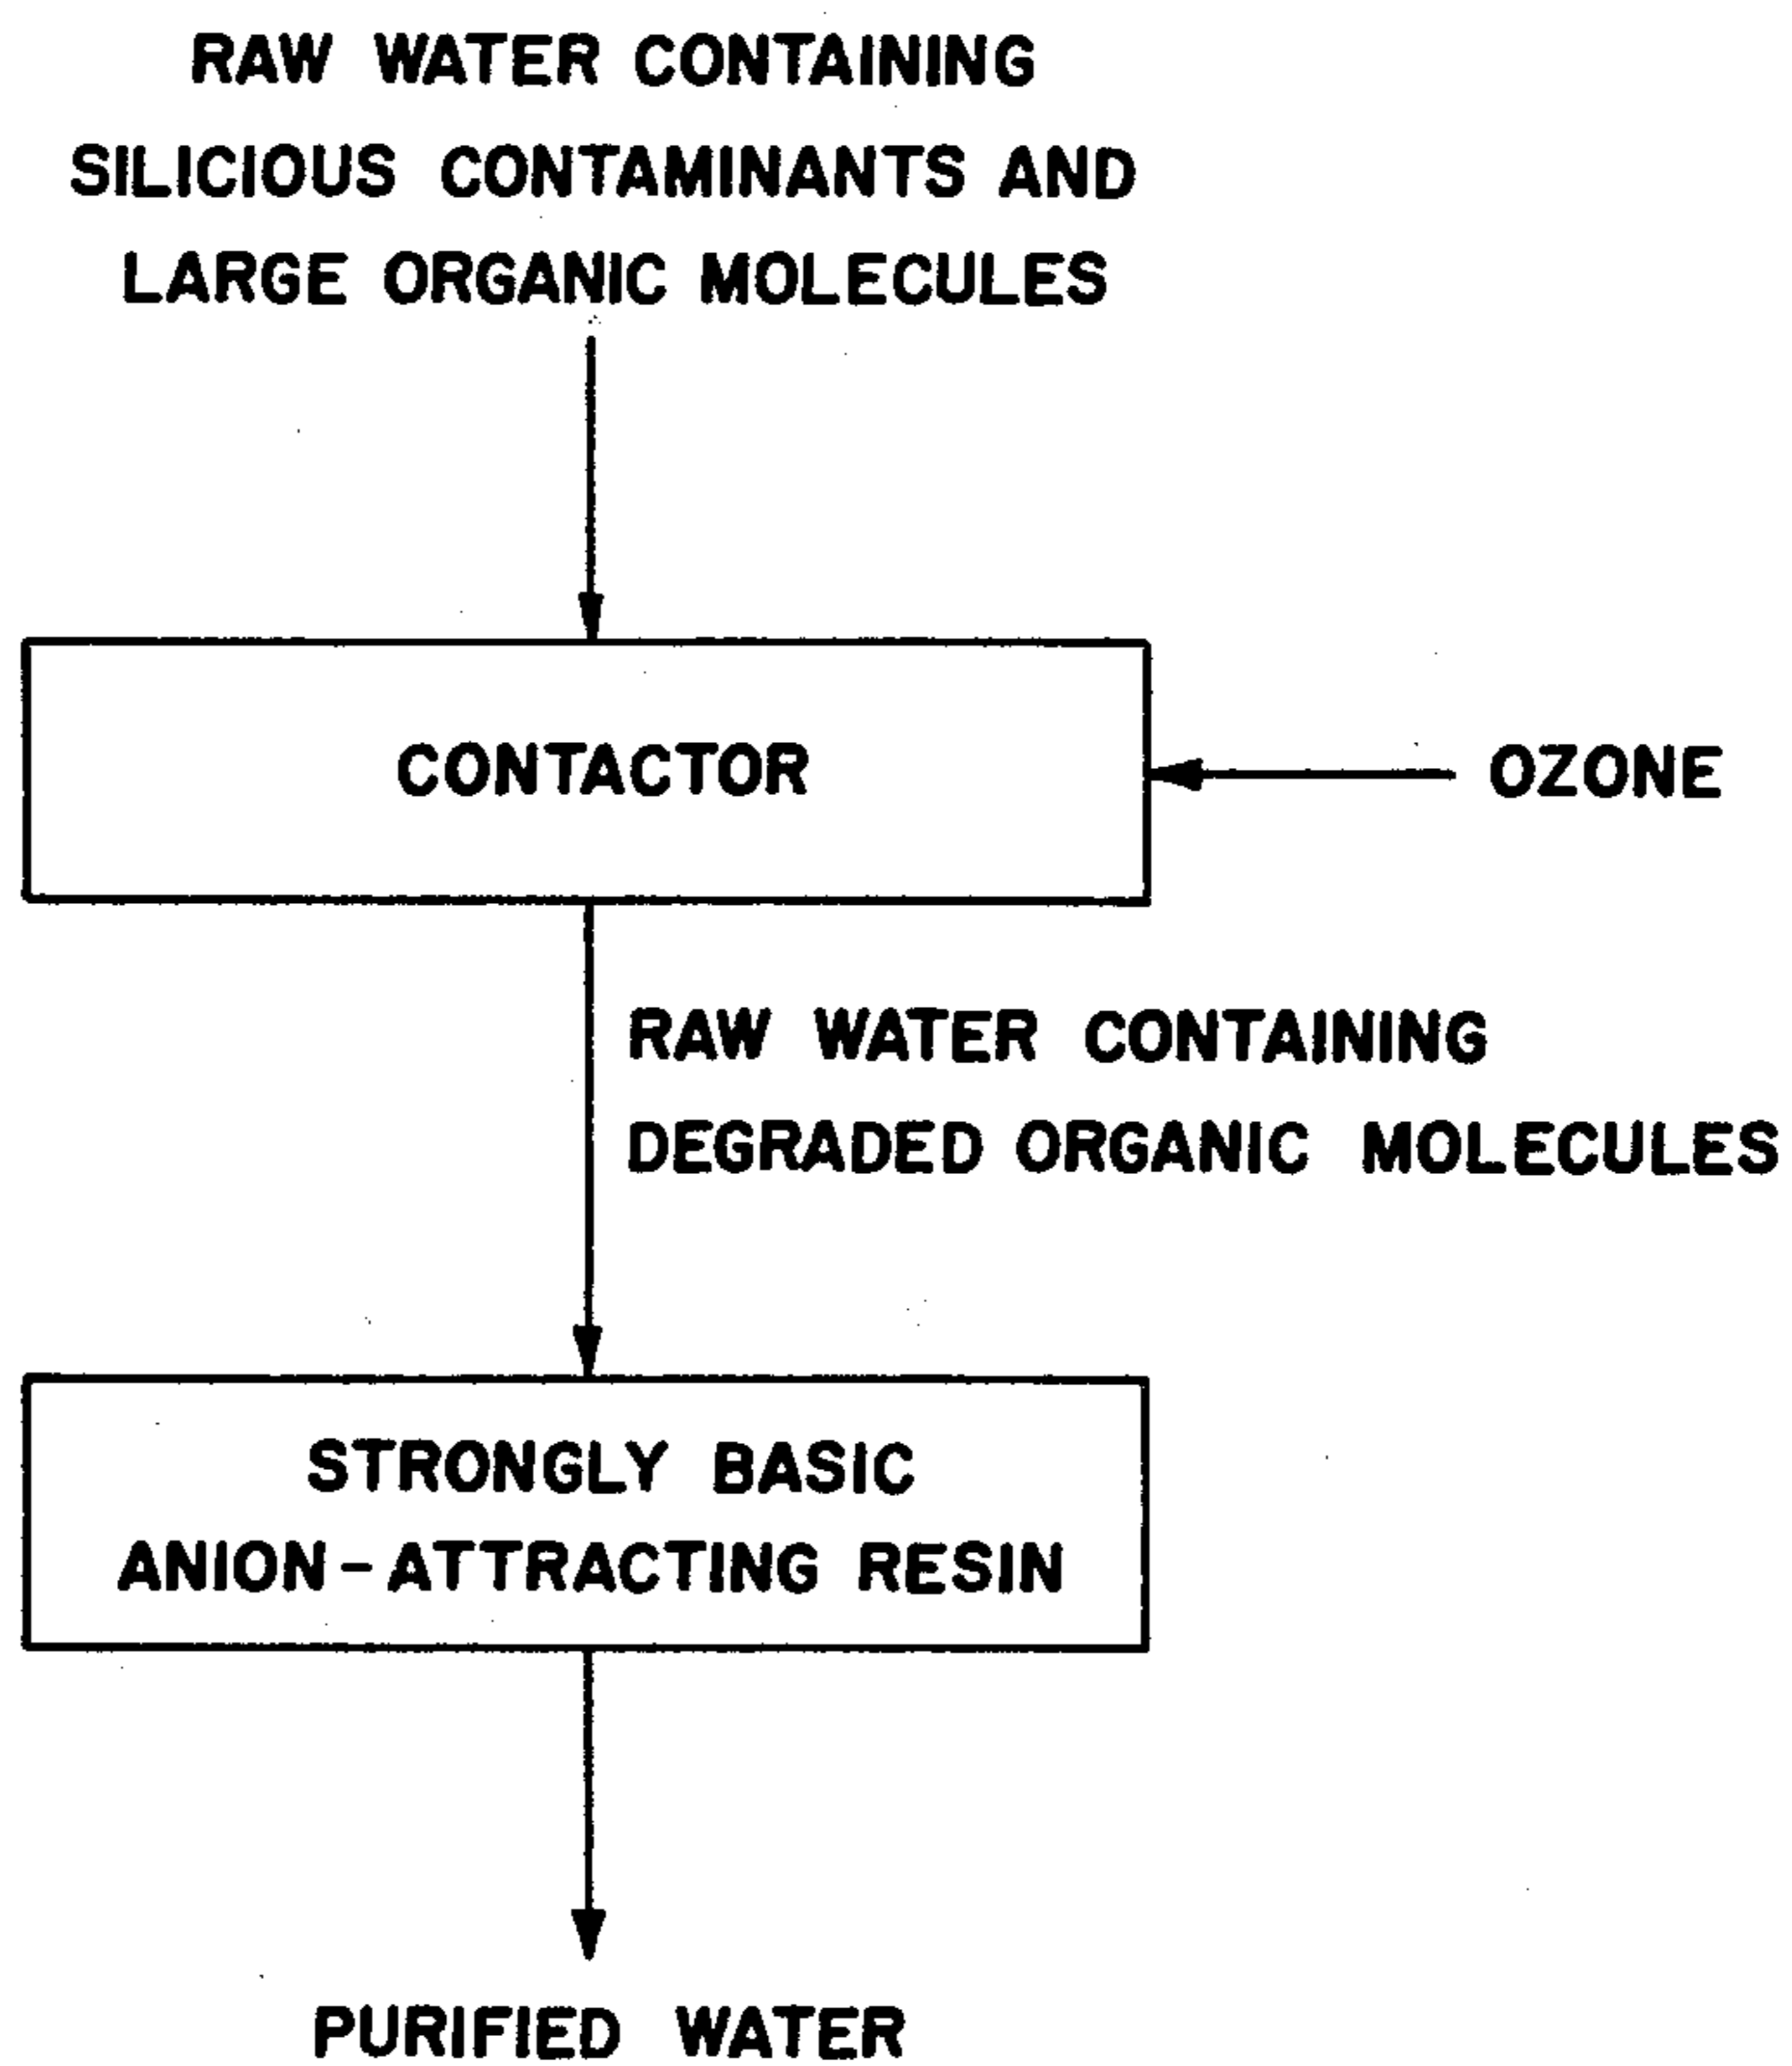 RAW WATER CONTAINING
SILICIOUS CONTAMINANTS AND
LARGE ORGANIC MOLECULES
CONTACTOR
OZONE
RAW WATER CONTAINING
DEGRADED ORGANIC MOLECULES
STRONGLY BASIC
ANION-ATTRACTING RESIN
PURIFIED WATER